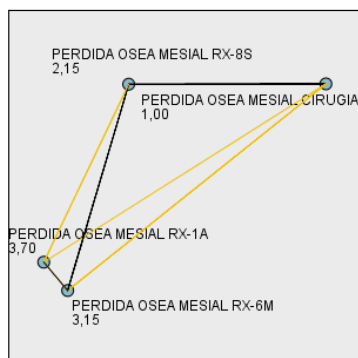 PERDIDA OSEA MESIAL RX-8S
2,15
PERDIDA OSEA MESIAL CIRUGIA
1,00
PERDIDA OSEA MESIAL RX-1A
3,70
PERDIDA OSEA MESIAL RX-6M
3,15